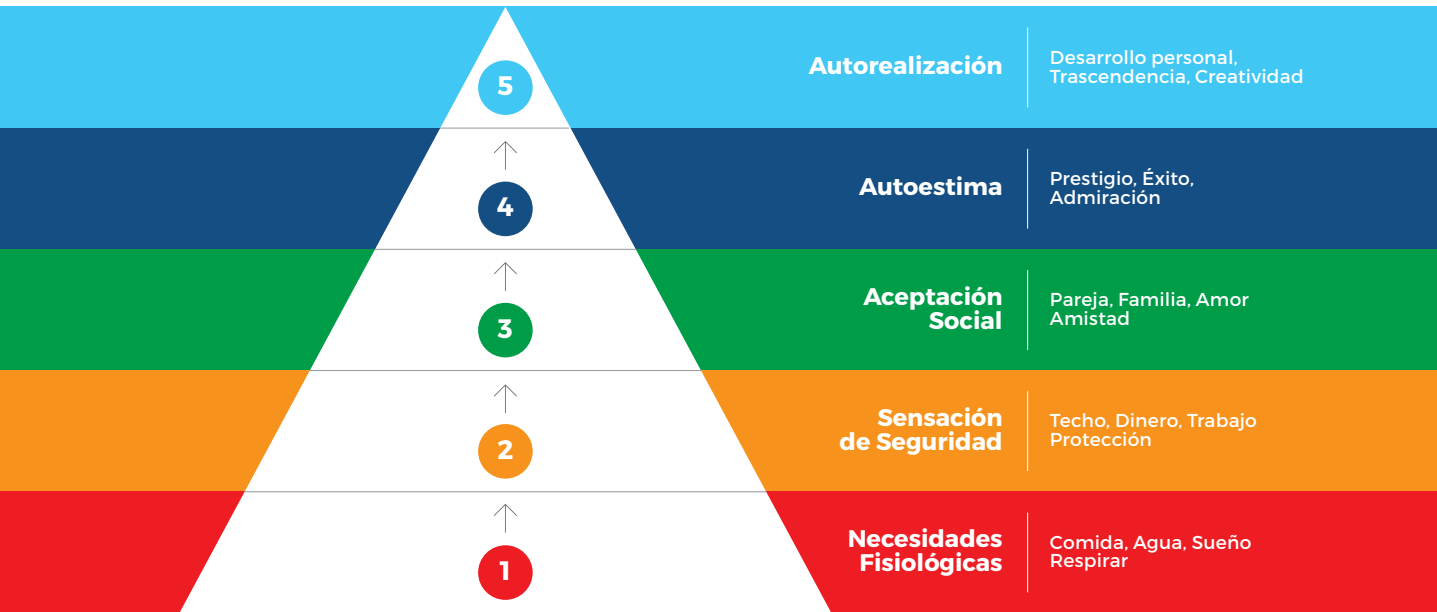 5
Autorealización
Desarrollo personal,
Trascendencia, Creatividad
4
Autoestima
Prestigio, Éxito,
Admiración
3
Aceptación
Social
Pareja, Familia, Amor
Amistad
2
Sensación
de Seguridad
Techo, Dinero, Trabajo
Protección
1
Necesidades
Fisiológicas
Comida, Agua, Sueño
Respirar